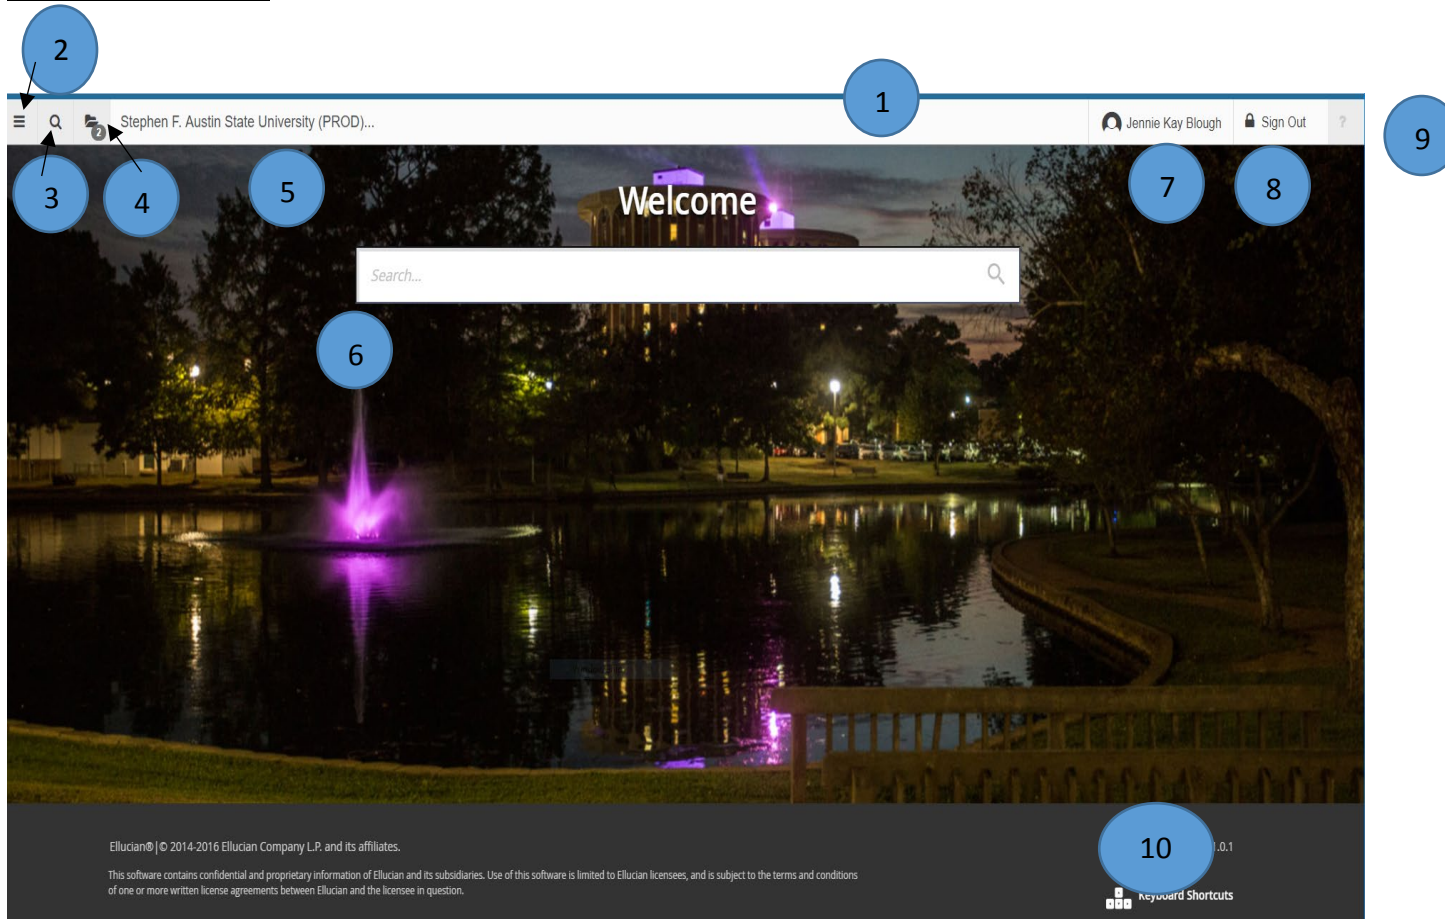 2
1
Stephen F. Austin State University (PROD)...
2
Jennie Kay Blough
Sign Out
?
9
3
4
5
7
8
Welcome
Search...
6
Ellucian®|© 2014-2016 Ellucian Company L.P. and its affiliates.
10
.0.1
This software contains confidential and proprietary information of Ellucian and its subsidiaries. Use of this software is limited to Ellucian licensees, and is subject to the terms and conditions
of one or more written license agreements between Ellucian and the licensee in question.
Keyboard Shortcuts